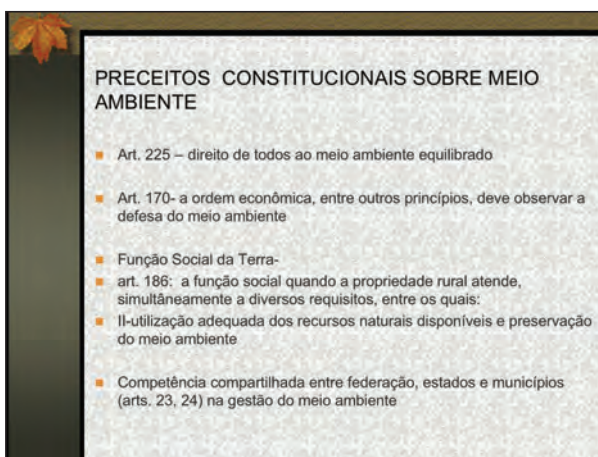 PRECEITOS CONSTITUCIONAIS SOBRE MEIO
AMBIENTE
Art. 225 – direito de todos ao meio ambiente equilibrado
Art. 170- a ordem econômica, entre outros princípios, deve observar a
defesa do meio ambiente
Função Social da Terra-
art. 186: a função social quando a propriedade rural atende,
simultâneamente a diversos requisitos, entre os quais:
II-utilização adequada dos recursos naturais disponíveis e preservação
do meio ambiente
Competência compartilhada entre federação, estados e municípios
(arts. 23, 24) na gestão do meio ambiente